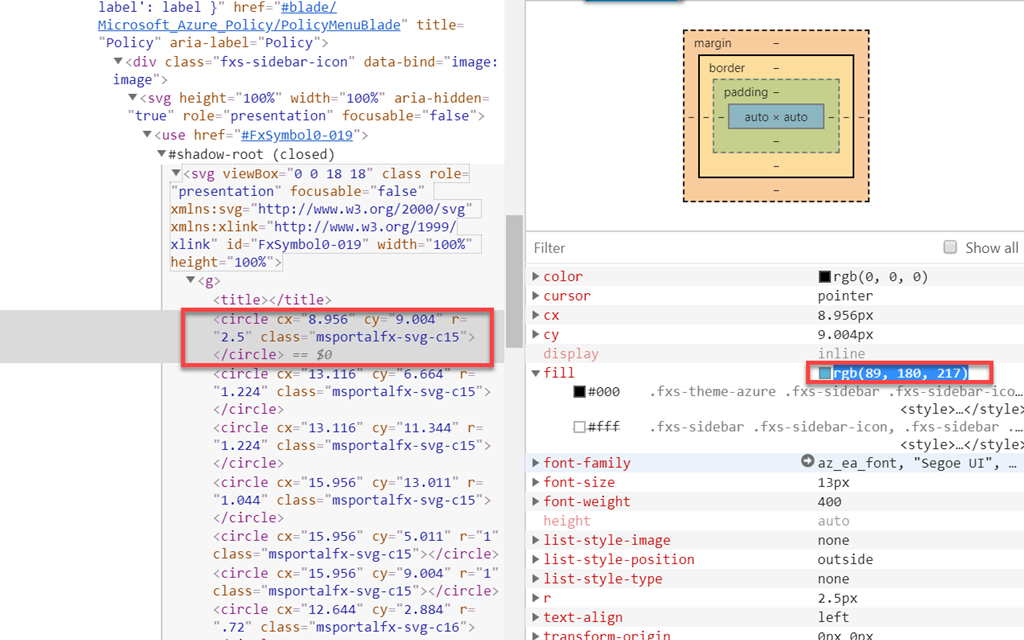 label': label }" href="#blade/
Microsoft_Azure_Policy/PolicyMenuBlade" title=
"Policy" aria-label="Policy">
▼<div class="fxs-sidebar-icon" data-bind="image:
image">
▼<svg height="100%" width="100%" aria-hidden=
"true" role="presentation" focusable="false">
▼<use href="#FxSymbol0-019">
▼#shadow-root (closed)
▼<svg viewBox="0 0 18 18" class role=
"presentation" focusable="false"
xmlns:svg="http://www.w3.org/2000/svg"
xmlns:xlink="http://www.w3.org/1999/
xlink" id="FxSymbol0-019" width="100%"
height="100%">
▼<g>
<title></title>
<circle cx="8.956" cy="9.004" r=
"2.5" class="msportalfx-svg-c15">
</circle> == $0
<circle cx="13.116" cy="6.664" r=
"1.224" class="msportalfx-svg-c15">
</circle>
<circle cx="13.116" cy="11.344" r=
"1.224" class="msportalfx-svg-c15">
</circle>
<circle cx="15.956" cy="13.011" r=
"1.044" class="msportalfx-svg-c15">
</circle>
<circle cx="15.956" cy="5.011" r="1"
class="msportalfx-svg-c15"></circle>
<circle cx="15.956" cy="9.004" r="1"
class="msportalfx-svg-c15"></circle>
<circle cx="12.644" cy="2.884" r=
".72" class="msportalfx-svg-c16">
margin –
border –
padding –
– – – auto × auto – – –
–
–
–
Filter Show all
color rgb(0, 0, 0)
cursor pointer
cx 8.956px
cy 9.004px
display inline
fill rgb(89, 180, 217)
#000 .fxs-theme-azure .fxs-sidebar .fxs-sidebar-ico…
<style>…</style>
#fff .fxs-sidebar .fxs-sidebar-icon, .fxs-sidebar ...
<style>…</style>
font-family az_ea_font, "Segoe UI", …
font-size 13px
font-weight 400
height auto
list-style-image none
list-style-position outside
list-style-type none
r 2.5px
text-align left
transform-origin 0px 0px